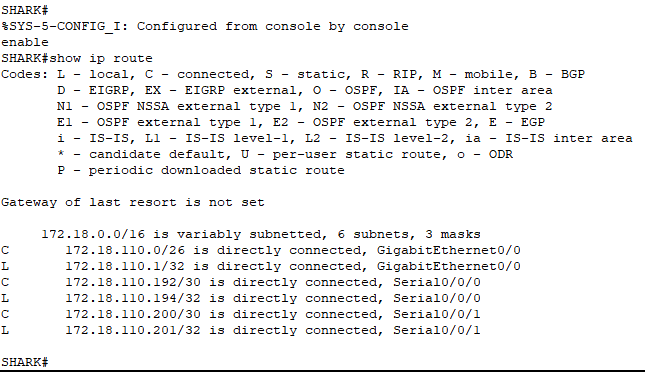 SHARK#
%SYS-5-CONFIG_I: Configured from console by console
enable
SHARK#show ip route
Codes: L - local, C - connected, S - static, R - RIP, M - mobile, B - BGP
D - EIGRP, EX - EIGRP external, O - OSPF, IA - OSPF inter area
N1 - OSPF NSSA external type 1, N2 - OSPF NSSA external type 2
E1 - OSPF external type 1, E2 - OSPF external type 2, E - EGP
i - IS-IS, L1 - IS-IS level-1, L2 - IS-IS level-2, ia - IS-IS inter area
* - candidate default, U - per-user static route, o - ODR
P - periodic downloaded static route
Gateway of last resort is not set
172.18.0.0/16 is variably subnetted, 6 subnets, 3 masks
C 172.18.110.0/26 is directly connected, GigabitEthernet0/0
L 172.18.110.1/32 is directly connected, GigabitEthernet0/0
C 172.18.110.192/30 is directly connected, Serial0/0/0
L 172.18.110.194/32 is directly connected, Serial0/0/0
C 172.18.110.200/30 is directly connected, Serial0/0/1
L 172.18.110.201/32 is directly connected, Serial0/0/1
SHARK#